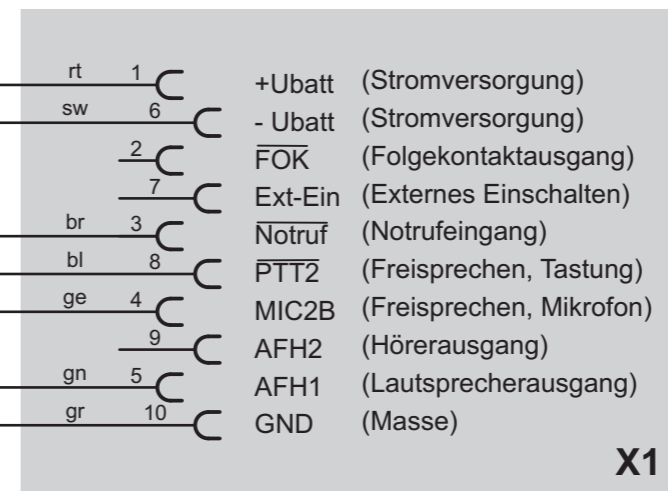 rt 1 +Ubatt (Stromversorgung)
sw 6 - Ubatt (Stromversorgung)
2 FOK (Folgekontaktausgang)
7 Ext-Ein (Externes Einschalten)
br 3 Notruf (Notrufeingang)
bl 8 PTT2 (Freisprechen, Tastung)
ge 4 MIC2B (Freisprechen, Mikrofon)
9 AFH2 (Hörerausgang)
gn 5 AFH1 (Lautsprecherausgang)
gr 10 GND (Masse)
X1